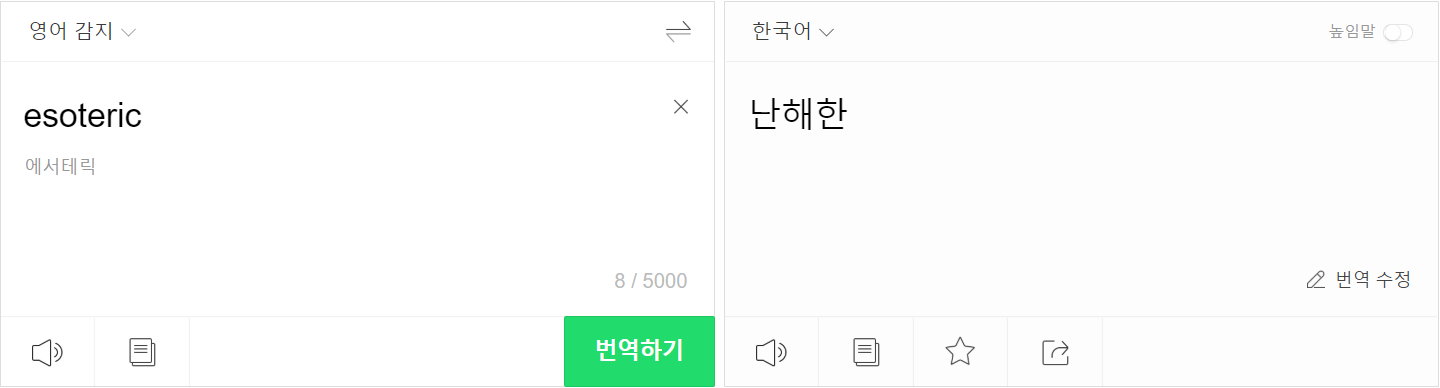 영어 감지
esoteric
에서테릭
8 / 5000
번역하기
한국어
높임말
난해한
번역 수정